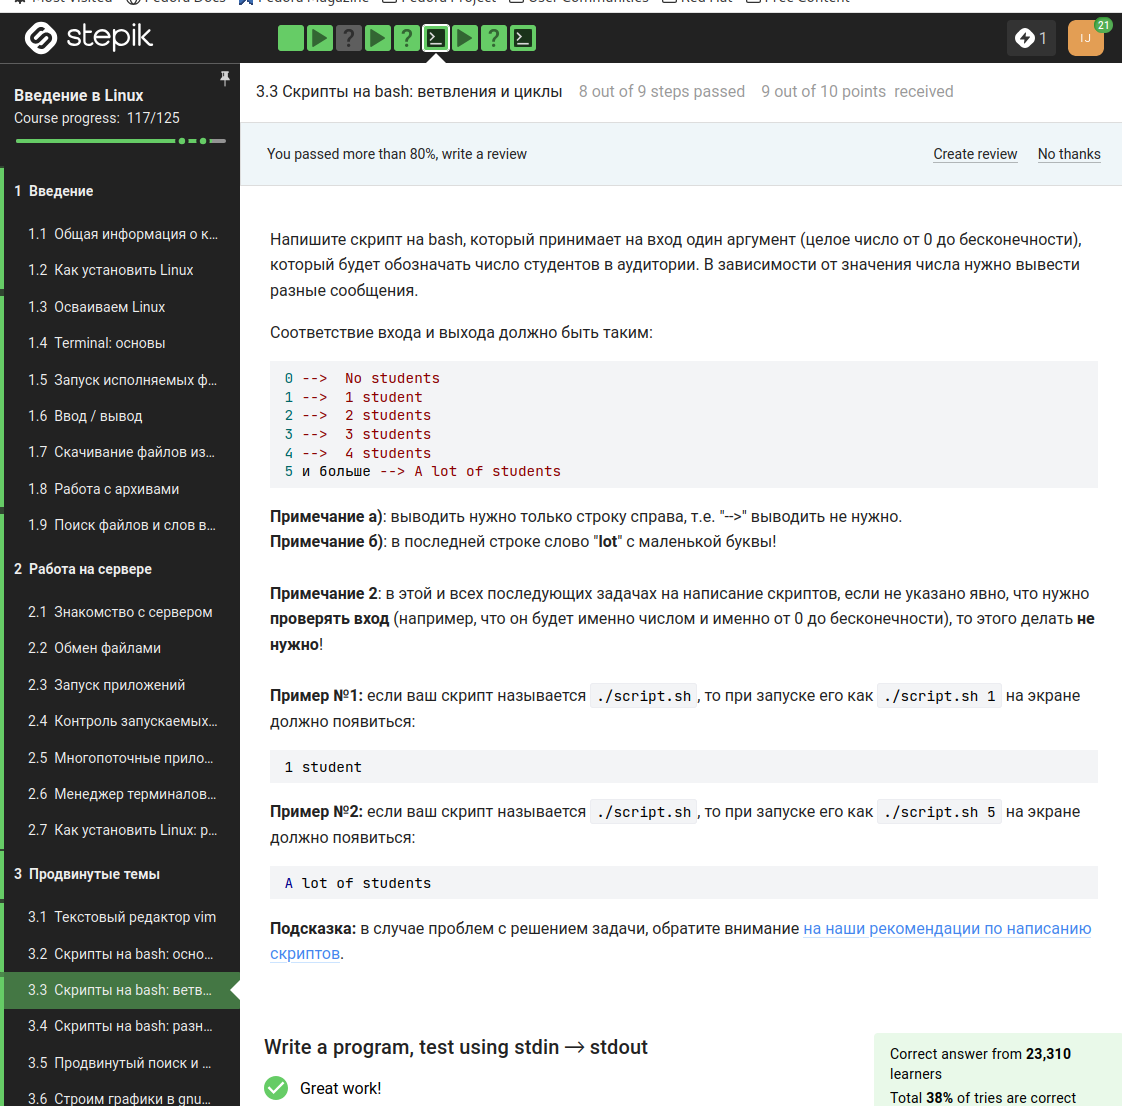 Most Visited Fedora Docs Fedora Magazine Fedora Project User Communities Red Hat Free Content
stepik
1
IJ
21
Введение в Linux
Course progress: 117/125
1 Введение
1.1 Общая информация о к...
1.2 Как установить Linux
1.3 Осваиваем Linux
1.4 Terminal: основы
1.5 Запуск исполняемых ф...
1.6 Ввод / вывод
1.7 Скачивание файлов из...
1.8 Работа с архивами
1.9 Поиск файлов и слов в...
2 Работа на сервере
2.1 Знакомство с сервером
2.2 Обмен файлами
2.3 Запуск приложений
2.4 Контроль запускаемых...
2.5 Многопоточные прило...
2.6 Менеджер терминалов...
2.7 Как установить Linux: р...
3 Продвинутые темы
3.1 Текстовый редактор vim
3.2 Скрипты на bash: осно...
3.3 Скрипты на bash: ветв...
3.4 Скрипты на bash: разн...
3.5 Продвинутый поиск и ...
3.6 Строим графики в gnu...
3.3 Скрипты на bash: ветвления и циклы 8 out of 9 steps passed 9 out of 10 points received
You passed more than 80%, write a review Create review No thanks
Напишите скрипт на bash, который принимает на вход один аргумент (целое число от 0 до бесконечности),
который будет обозначать число студентов в аудитории. В зависимости от значения числа нужно вывести
разные сообщения.
Соответствие входа и выхода должно быть таким:
0 --> No students
1 --> 1 student
2 --> 2 students
3 --> 3 students
4 --> 4 students
5 и больше --> A lot of students
Примечание а): выводить нужно только строку справа, т.е. "-->" выводить не нужно.
Примечание б): в последней строке слово "lot" с маленькой буквы!
Примечание 2: в этой и всех последующих задачах на написание скриптов, если не указано явно, что нужно
проверять вход (например, что он будет именно числом и именно от 0 до бесконечности), то этого делать не
нужно!
Пример №1: если ваш скрипт называется ./script.sh, то при запуске его как ./script.sh 1 на экране
должно появиться:
1 student
Пример №2: если ваш скрипт называется ./script.sh, то при запуске его как ./script.sh 5 на экране
должно появиться:
A lot of students
Подсказка: в случае проблем с решением задачи, обратите внимание на наши рекомендации по написанию
скриптов.
Write a program, test using stdin → stdout
Great work!
Correct answer from 23,310
learners
Total 38% of tries are correct